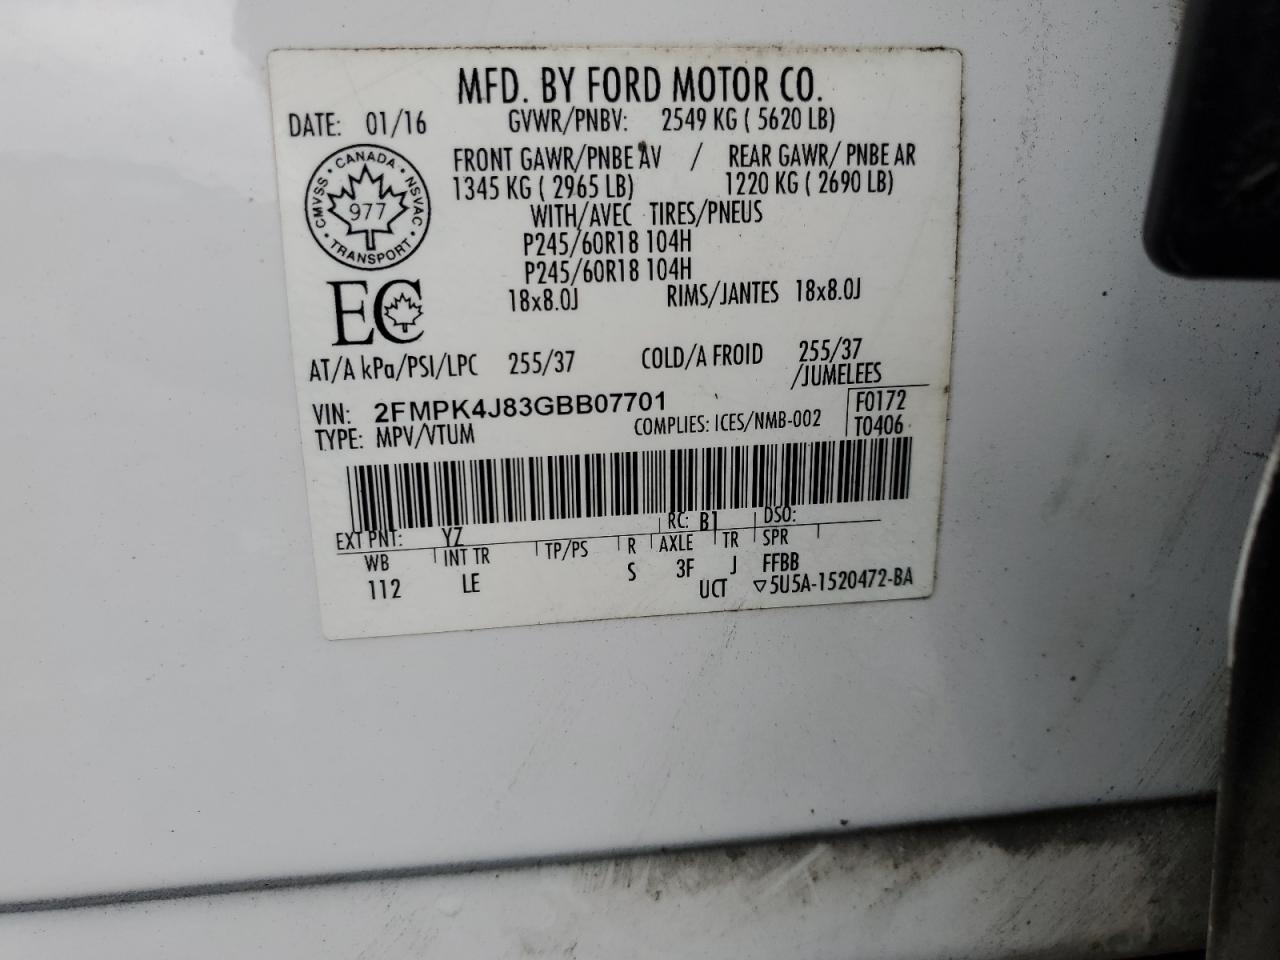 MFD. BY FORD MOTOR CO.
DATE: 01/16 GVWR/PNBV: 2549 KG ( 5620 LB)
FRONT GAWR/PNBE AV / REAR GAWR/ PNBE AR
1345 KG ( 2965 LB) 1220 KG ( 2690 LB)
WITH/AVEC TIRES/PNEUS
P245/60R18 104H
P245/60R18 104H
18x8.0J RIMS/JANTES 18x8.0J
CANADA • NSVAC • TRANSPORT • CMVSS •
977
EC
AT/A kPa/PSI/LPC 255/37 COLD/A FROID 255/37
/JUMELEES
VIN: 2FMPK4J83GBB07701 F0172
TYPE: MPV/VTUM COMPLIES: ICES/NMB-002 T0406
EXT PNT: YZ RC: B1 DSO:
WB INT TR TP/PS R AXLE TR SPR
112 LE S 3F J FFBB
UCT ▽5U5A-1520472-BA